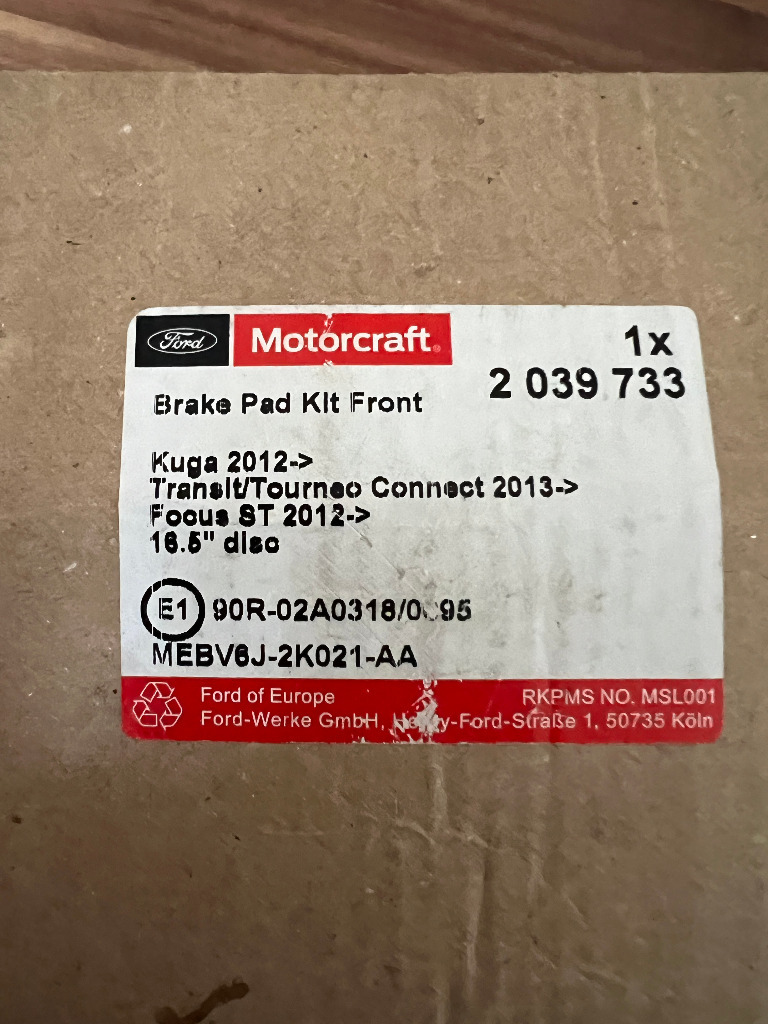 Ford Motorcraft
1x
2 039 733
Brake Pad Kit Front
Kuga 2012->
Transit/Tourneo Connect 2013->
Focus ST 2012->
16.5" disc
E1 90R-02A0318/
MEBV6J-2K021-AA
Ford of Europe
RKPMS NO. MSL001
Ford-Werke GmbH, -Ford-Straße 1, 50735 Köln